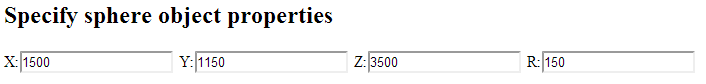 Specify sphere object properties
X: 1500 Y: 1150 Z: 3500 R: 150